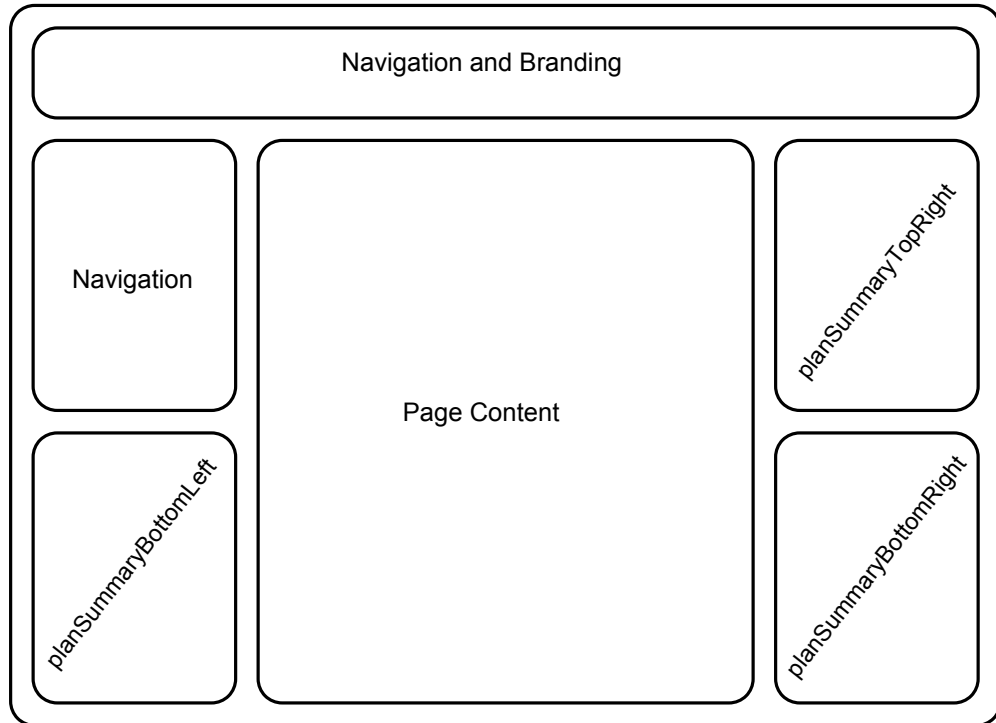 Navigation and Branding
Navigation
Page Content
planSummaryTopRight
planSummaryBottomLeft
planSummaryBottomRight